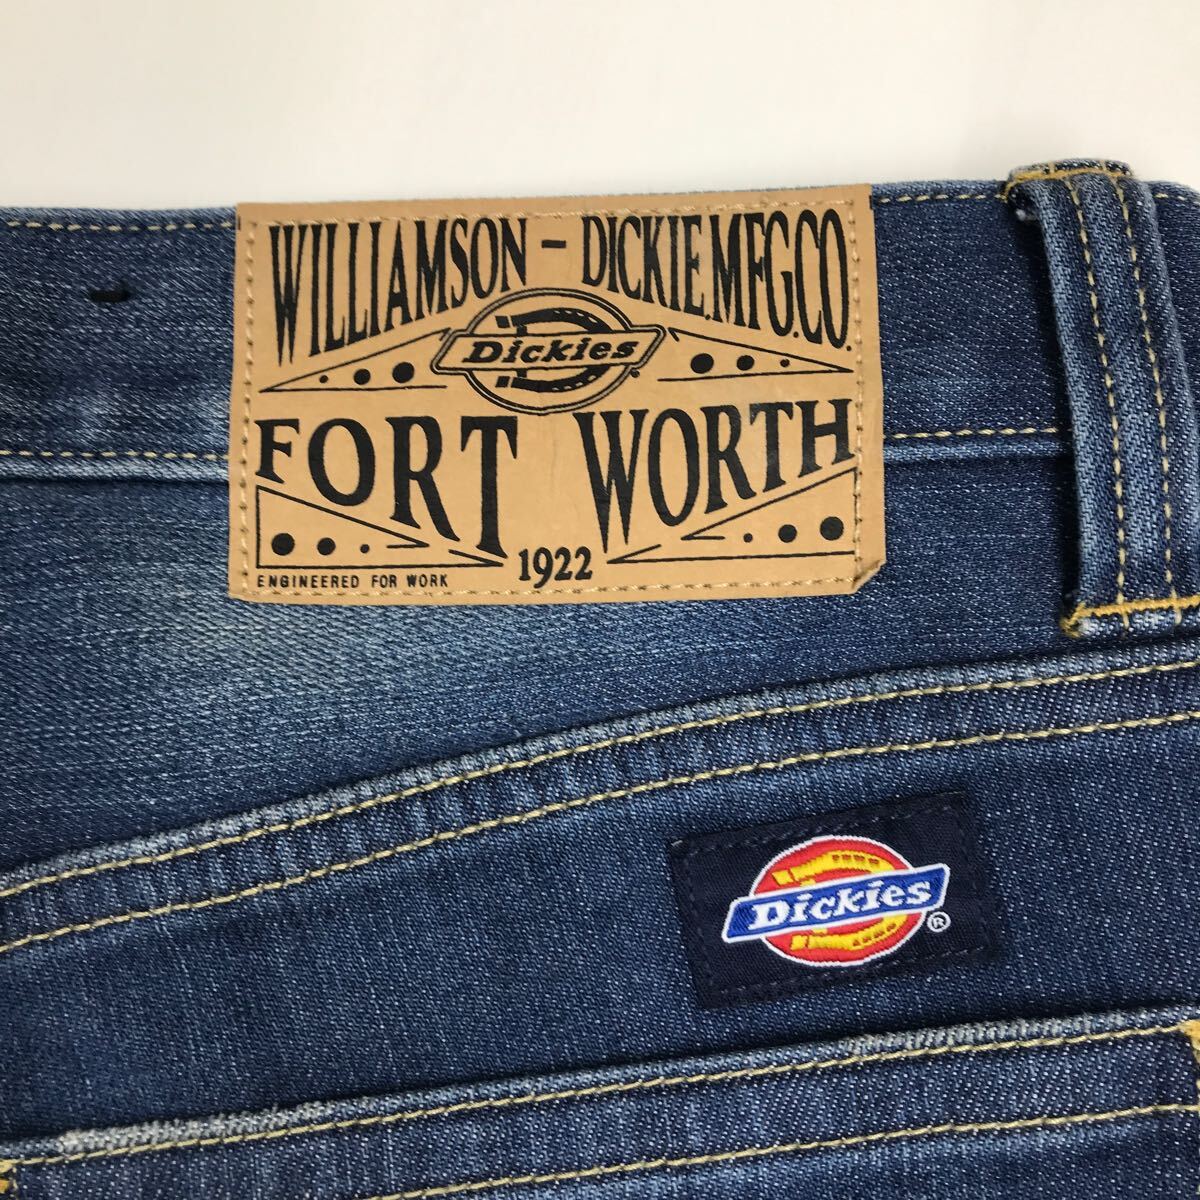 WILLIAMSON - DICKIE.MFG.CO.
Dickies
FORT WORTH
1922
ENGINEERED FOR WORK
Dickies®